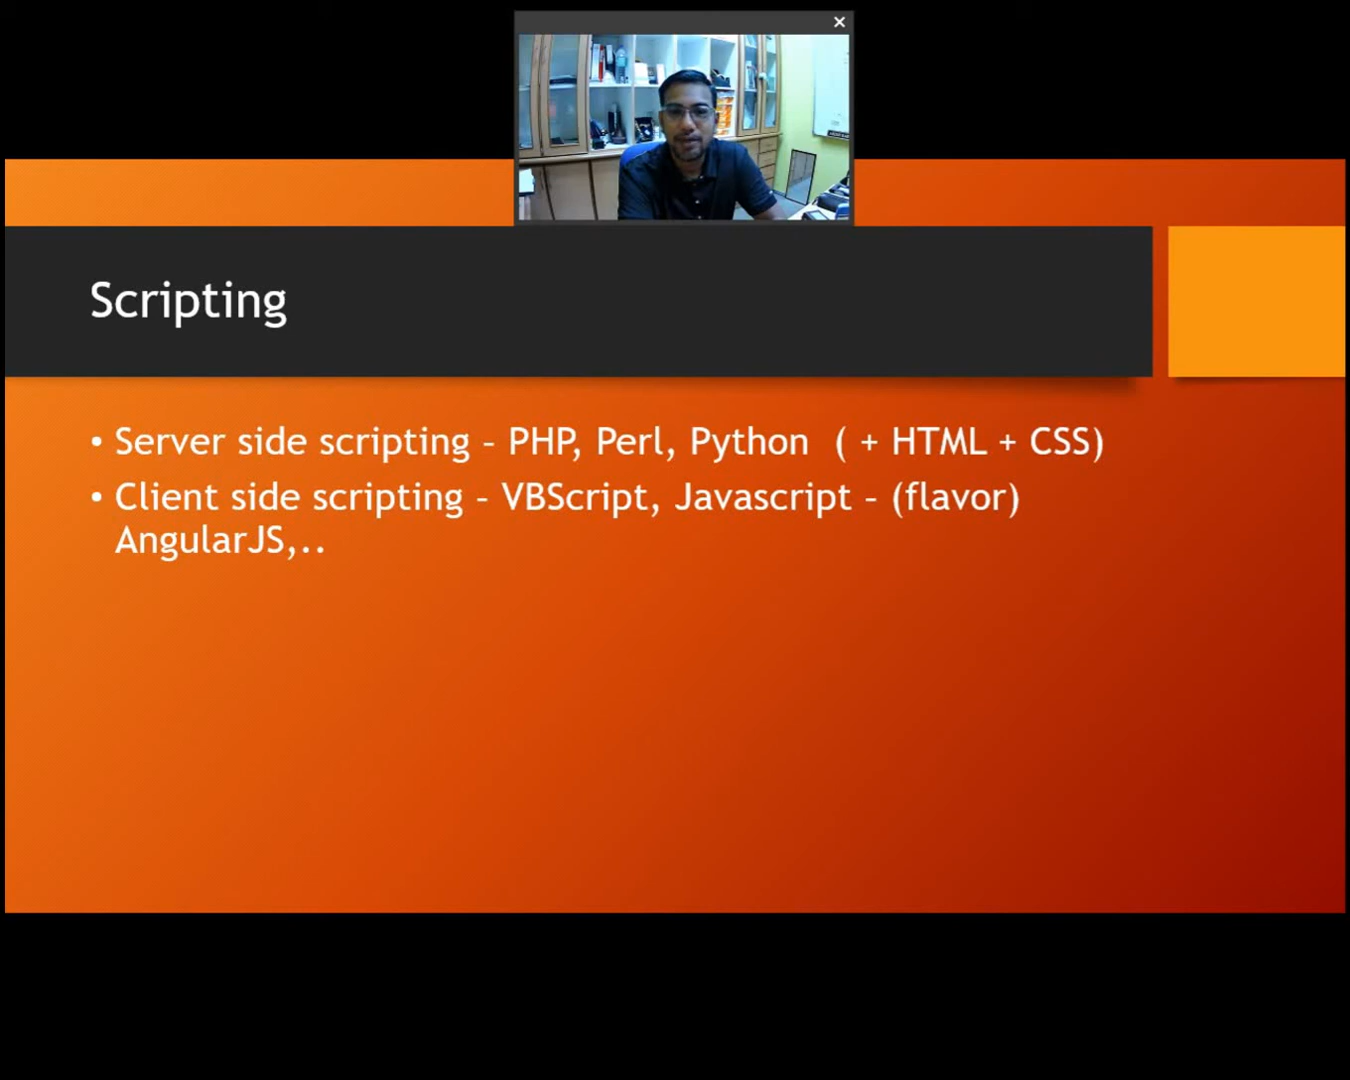 Scripting
• Server side scripting – PHP, Perl, Python ( + HTML + CSS)
• Client side scripting – VBScript, Javascript – (flavor)
AngularJS,..